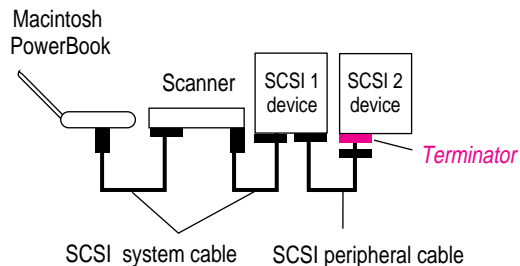 Macintosh
PowerBook
Scanner
SCSI 1
device
SCSI 2
device
Terminator
SCSI system cable
SCSI peripheral cable